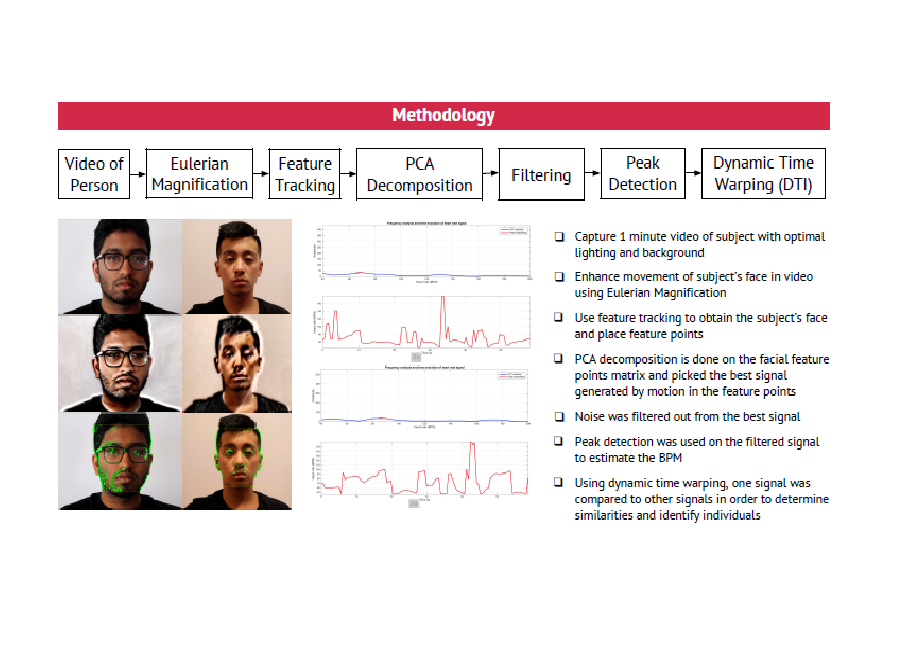 Methodology
Video of
Person
Eulerian
Magnification
Feature
Tracking
PCA
Decomposition
Filtering
Peak
Detection
Dynamic Time
Warping (DTI)
❑ Capture 1 minute video of subject with optimal
lighting and background
❑ Enhance movement of subject's face in video
using Eulerian Magnification
❑ Use feature tracking to obtain the subject's face
and place feature points
❑ PCA decomposition is done on the facial feature
points matrix and picked the best signal
generated by motion in the feature points
❑ Noise was filtered out from the best signal
❑ Peak detection was used on the filtered signal
to estimate the BPM
❑ Using dynamic time warping, one signal was
compared to other signals in order to determine
similarities and identify individuals